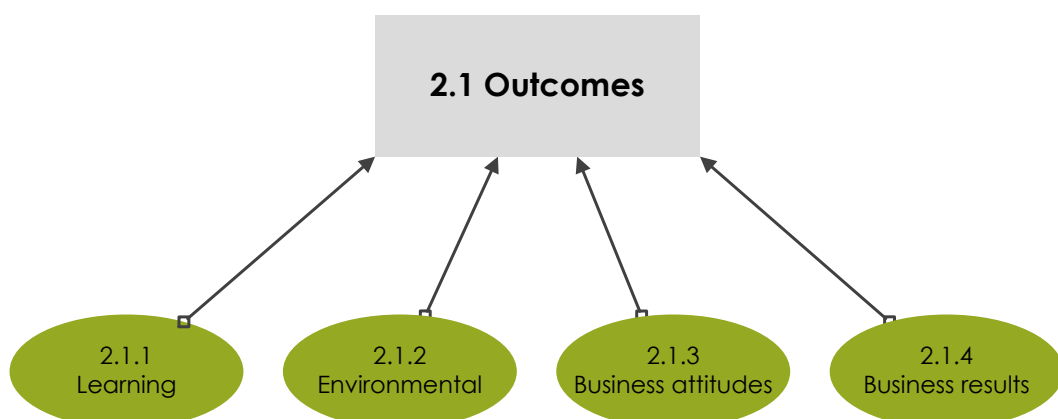 2.1 Outcomes
2.1.1
Learning
2.1.2
Environmental
2.1.3
Business attitudes
2.1.4
Business results